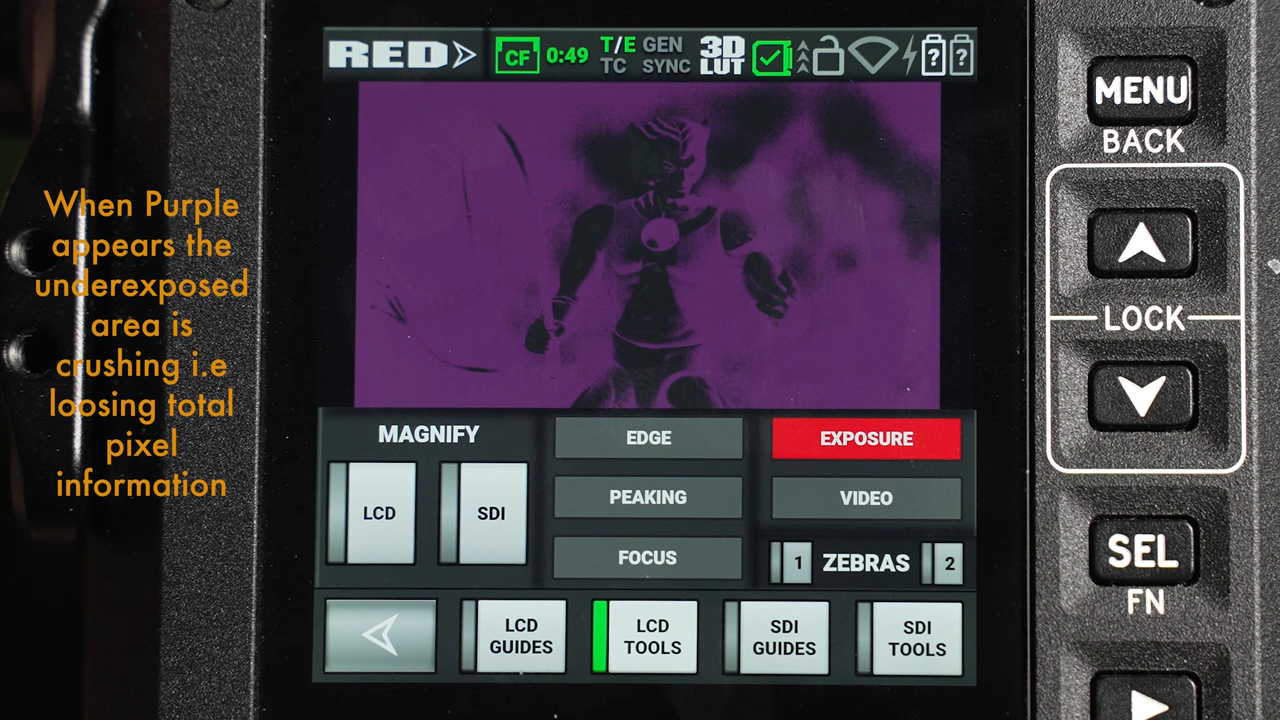 RED
CF 0:49 T/E GEN 3D ? ?
TC SYNC LUT
When Purple
appears the
underexposed
area is
crushing i.e
loosing total
pixel
information
MAGNIFY
LCD SDI
EDGE
PEAKING
FOCUS
EXPOSURE
VIDEO
1 ZEBRAS 2
LCD GUIDES
LCD TOOLS
SDI GUIDES
SDI TOOLS
MENU
BACK
LOCK
SEL
FN